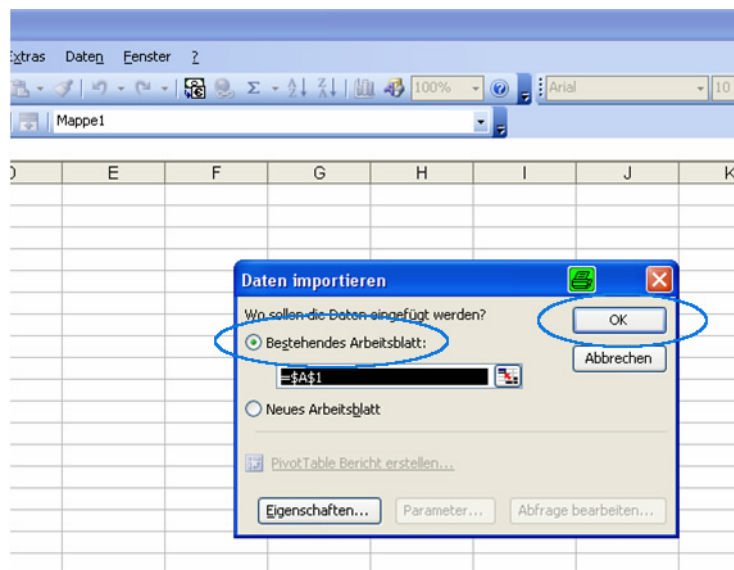 Extras Daten Fenster ?
Σ 100% Arial 10
Mappe1
E F G H I J K
Daten importieren
Wo sollen die Daten eingefügt werden?
OK
Bestehendes Arbeitsblatt:
Abbrechen
=$A$1
Neues Arbeitsblatt
PivotTable Bericht erstellen...
Eigenschaften... Parameter... Abfrage bearbeiten...